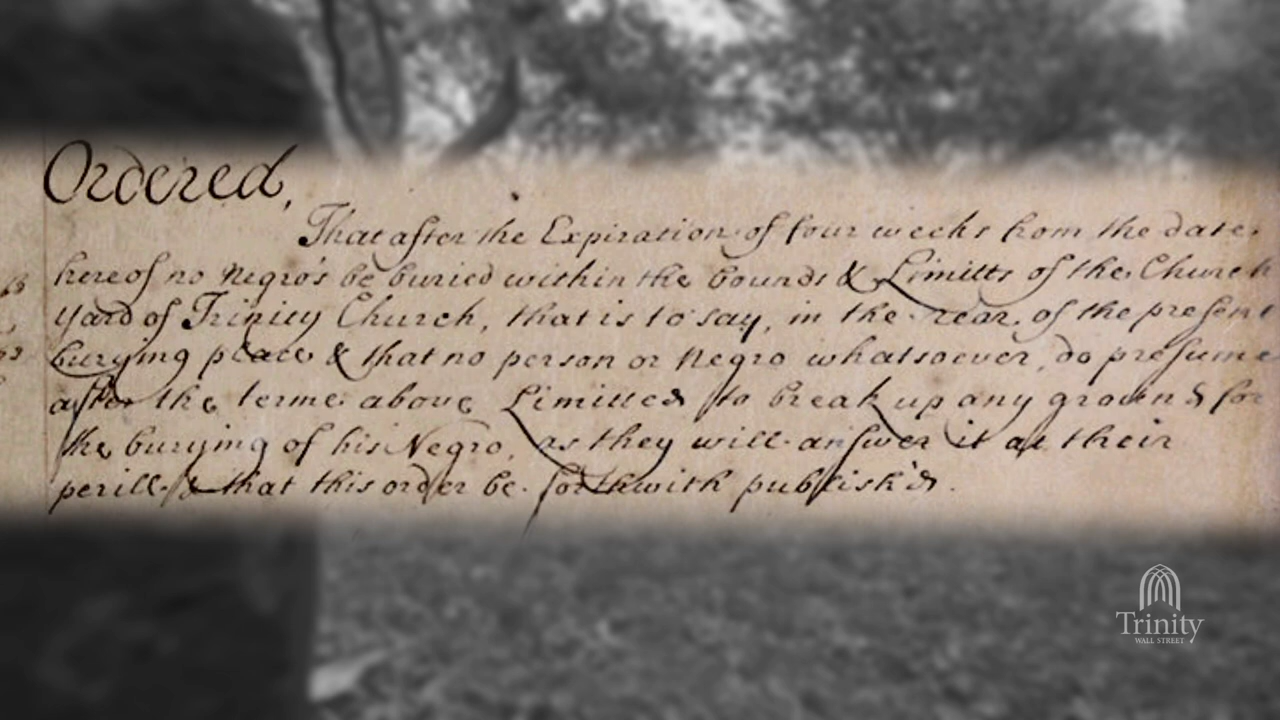 Ordered,
That after the Expiration of four weeks from the date
hereof no Negro's be buried within the bounds & Limitts of the Church
Yard of Trinity Church, that is to say, in the rear of the present
burying place & that no person or Negro whatsoever, do presume
after the terme above Limitted to break up any ground for
the burying of his Negro, as they will answer it at their
perill & that this order be forthwith publish'd.
Trinity
WALL STREET